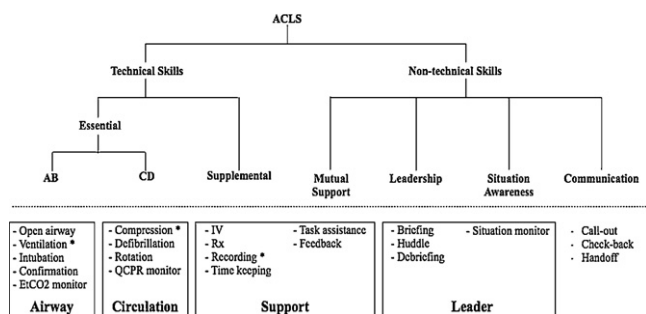 ACLS
Technical Skills
Non-technical Skills
Essential
AB
CD
Supplemental
Mutual
Support
Leadership
Situation
Awareness
Communication
- Open airway
- Ventilation *
- Intubation
- Confirmation
- EtCO2 monitor
Airway
- Compression *
- Defibrillation
- Rotation
- QCPR monitor
Circulation
- IV
- Rx
- Recording *
- Time keeping
- Task assistance
- Feedback
Support
- Briefing
- Huddle
- Debriefing
- Situation monitor
Leader
· Call-out
· Check-back
· Handoff